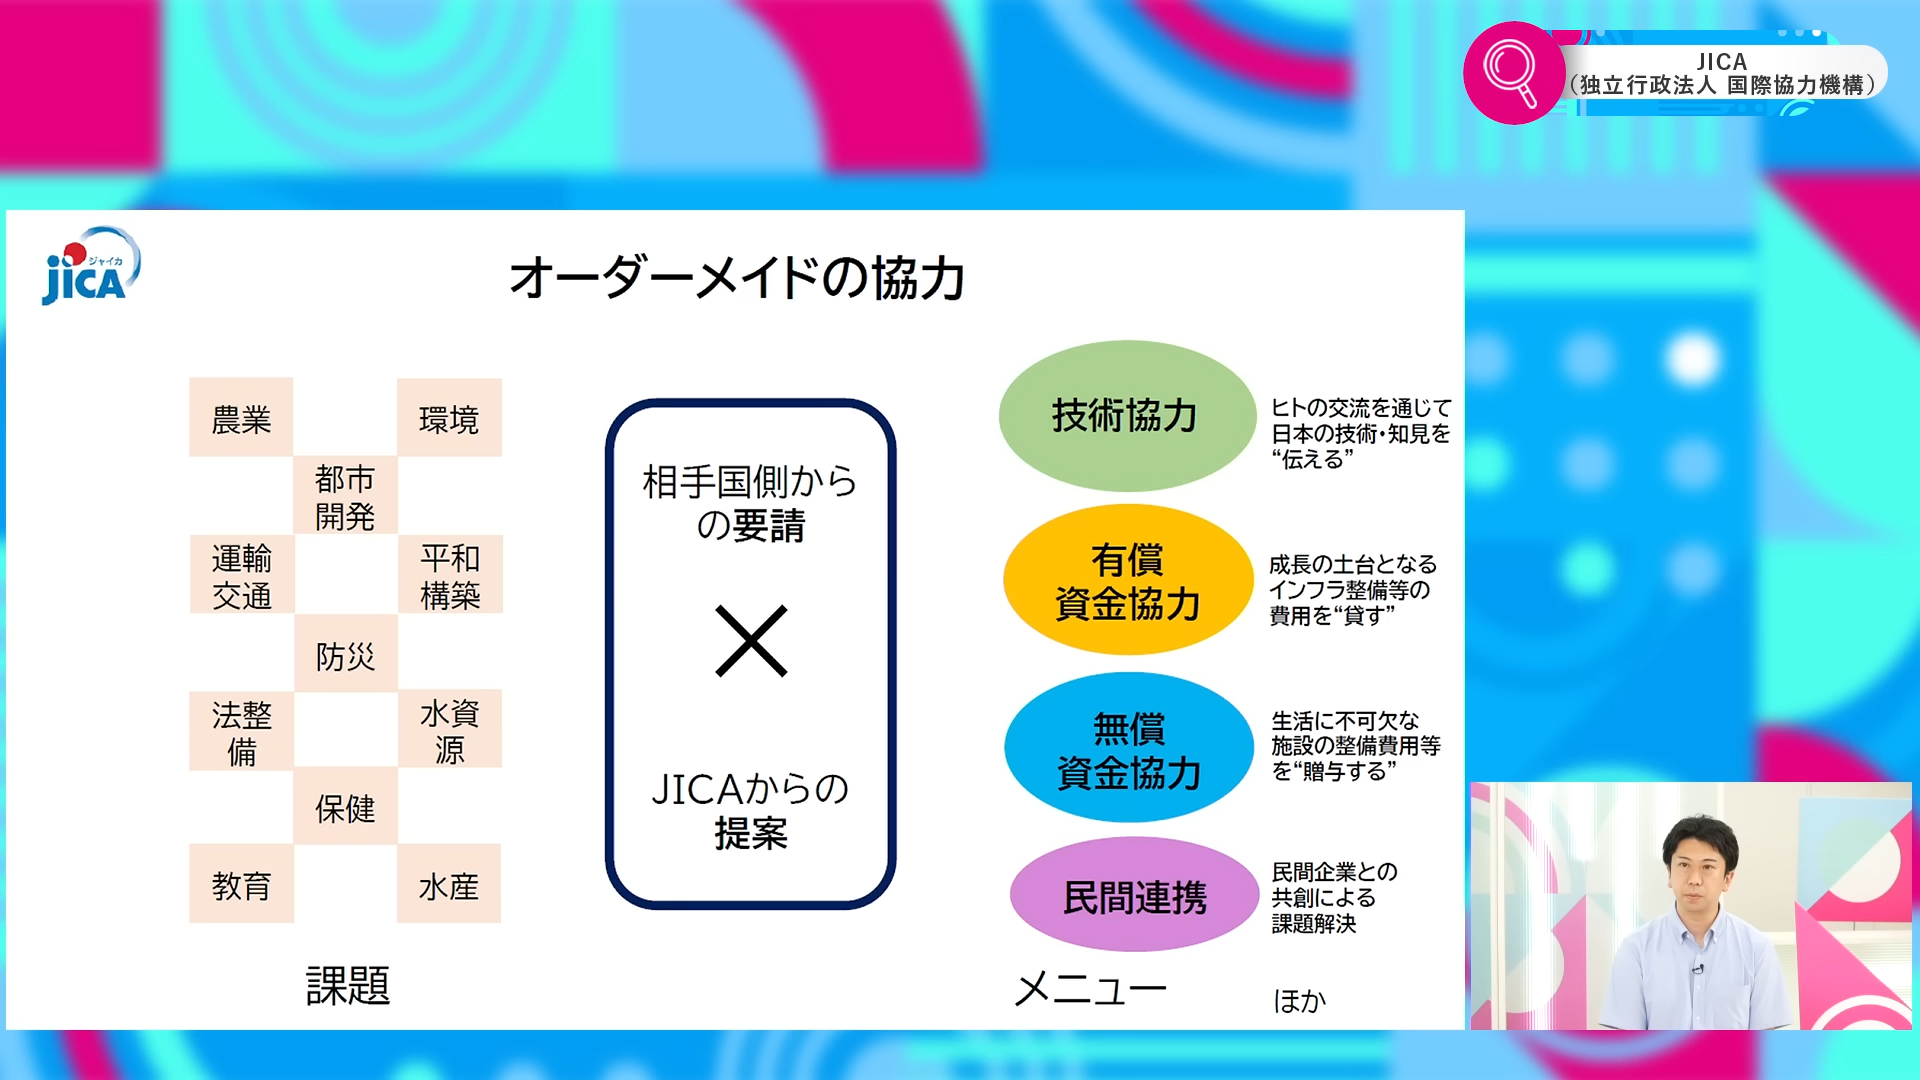 JICA
（独立行政法人 国際協力機構）
ジャイカ
jICA
オーダーメイドの協力
農業
環境
都市
開発
運輸
交通
平和
構築
防災
法整
備
水資
源
保健
教育
水産
課題
相手国側から
の要請
×
JICAからの
提案
技術協力
ヒトの交流を通じて
日本の技術・知見を
“伝える”
有償
資金協力
成長の土台となる
インフラ整備等の
費用を“貸す”
無償
資金協力
生活に不可欠な
施設の整備費用等
を“贈与する”
民間連携
民間企業との
共創による
課題解決
メニュー
ほか